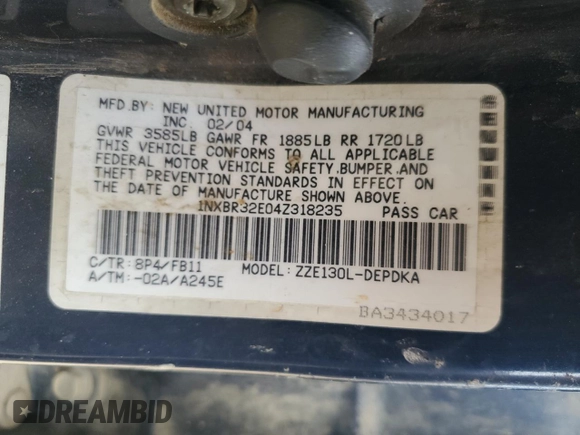 MFD.BY: NEW UNITED MOTOR MANUFACTURING
INC. 02/04
GVWR 3585LB GAWR FR 1885LB RR 1720LB
THIS VEHICLE CONFORMS TO ALL APPLICABLE
FEDERAL MOTOR VEHICLE SAFETY,BUMPER,AND
THEFT PREVENTION STANDARDS IN EFFECT ON
THE DATE OF MANUFACTURE SHOWN ABOVE.
1NXBR32E04Z318235 PASS CAR
C/TR: 8P4/FB11 MODEL: ZZE130L-DEPDKA
A/TM: -02A/A245E
BA3434017
DREAMBID